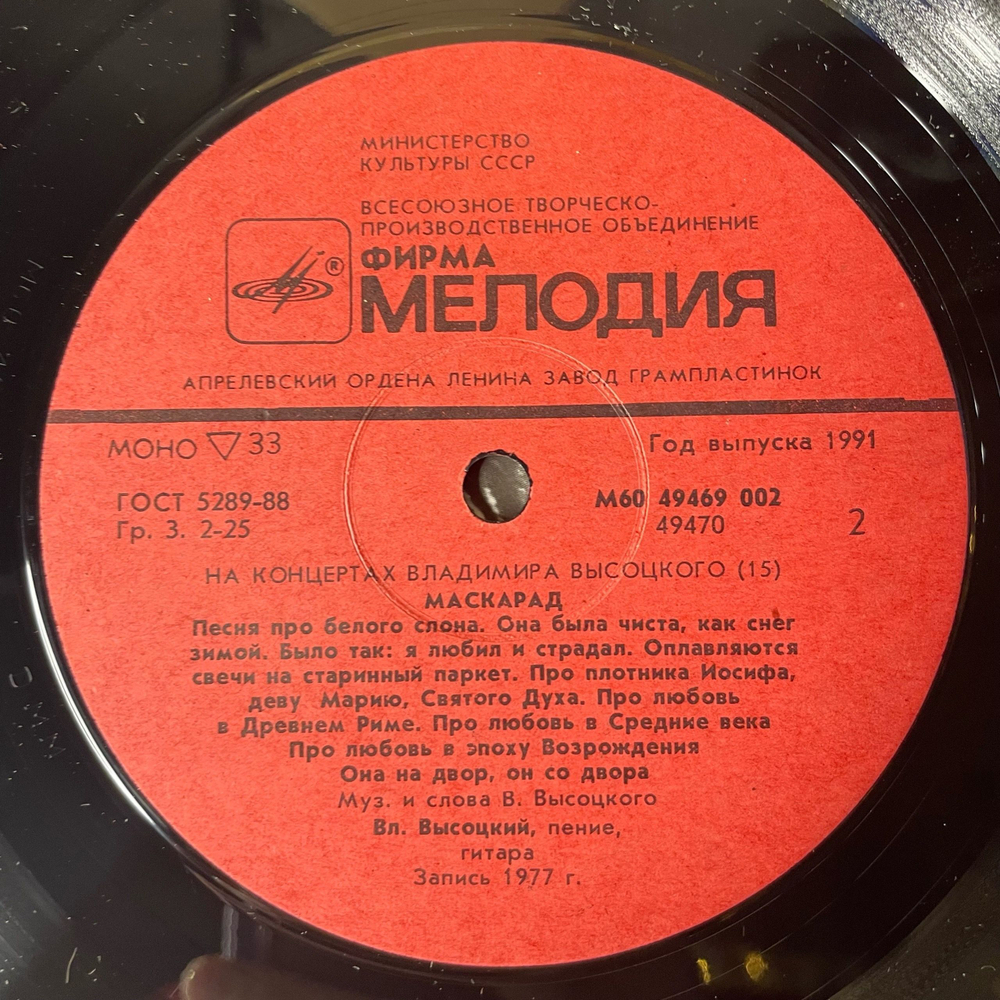 МИНИСТЕРСТВО
КУЛЬТУРЫ СССР
ВСЕСОЮЗНОЕ ТВОРЧЕСКО-
ПРОИЗВОДСТВЕННОЕ ОБЪЕДИНЕНИЕ
ФИРМА
®
МЕЛОДИЯ
АПРЕЛЕВСКИЙ ОРДЕНА ЛЕНИНА ЗАВОД ГРАМПЛАСТИНОК
МОНО ▽ 33
Год выпуска 1991
ГОСТ 5289-88
М60 49469 002
Гр. 3. 2-25
49470
2
НА КОНЦЕРТАХ ВЛАДИМИРА ВЫСОЦКОГО (15)
МАСКАРАД
Песня про белого слона. Она была чиста, как снег
зимой. Было так: я любил и страдал. Оплавляются
свечи на старинный паркет. Про плотника Иосифа,
деву Марию, Святого Духа. Про любовь
в Древнем Риме. Про любовь в Средние века
Про любовь в эпоху Возрождения
Она на двор, он со двора
Муз. и слова В. Высоцкого
Вл. Высоцкий, пение,
гитара
Запись 1977 г.